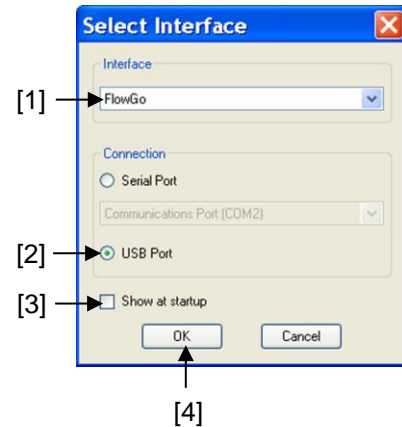 Select Interface
Interface
[1]
FlowGo
Connection
Serial Port
Communications Port (COM2)
[2]
USB Port
[3]
Show at startup
OK
Cancel
[4]